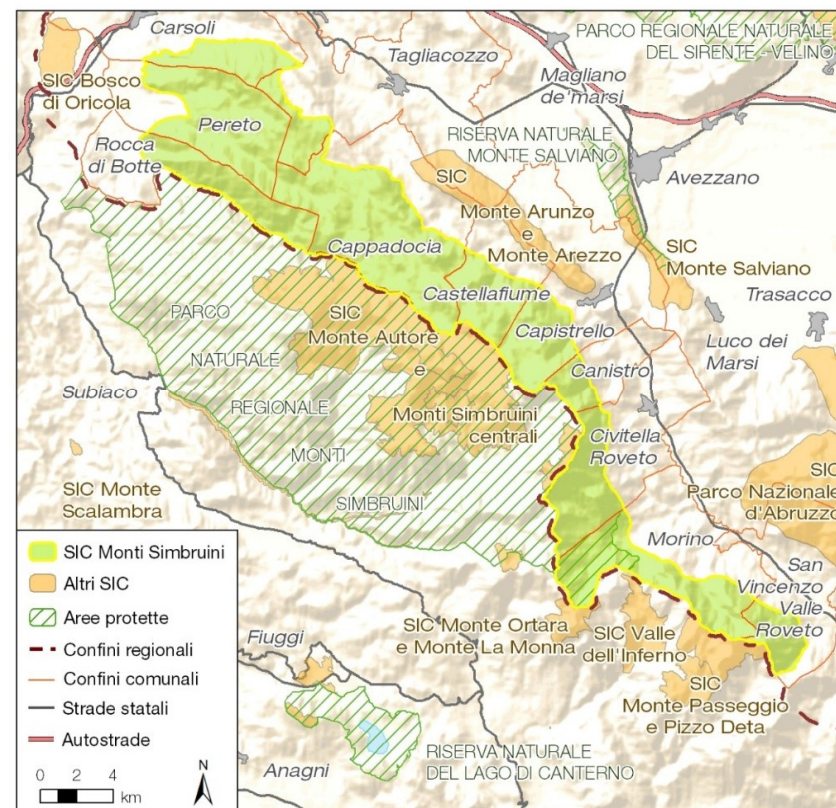 Carsoli
PARCO REGIONALE NATURALE
DEL SIRENTE - VELINO
Tagliacozzo
SIC Bosco
di Oricola
Magliano
de'marsi
Pereto
Rocca
di Botte
RISERVA NATURALE
MONTE SALVIANO
SIC
Monte Arunzo
e
Monte Arezzo
Avezzano
Cappadocia
SIC
Monte Salviano
Castellafiume
Trasacco
PARCO
NATURALE
REGIONALE
MONTI
SIMBRUINI
SIC
Monte Autore
e
Monti Simbruini
centrali
Capistrello
Luco dei
Marsi
Canistro
Subiaco
Civitella
Roveto
SIC Monte
Scalambra
SIC
Parco Nazionale
d'Abruzzo
Morino
San
Vincenzo
Valle
Roveto
SIC Monte Ortara
e Monte La Monna
SIC Valle
dell'Inferno
SIC
Monte Passeggio
e Pizzo Deta
Fiuggi
RISERVA NATURALE
DEL LAGO DI CANTERNO
Anagni
SIC Monti Simbruini
Altri SIC
Aree protette
Confini regionali
Confini comunali
Strade statali
Autostrade
0 2 4
km
N